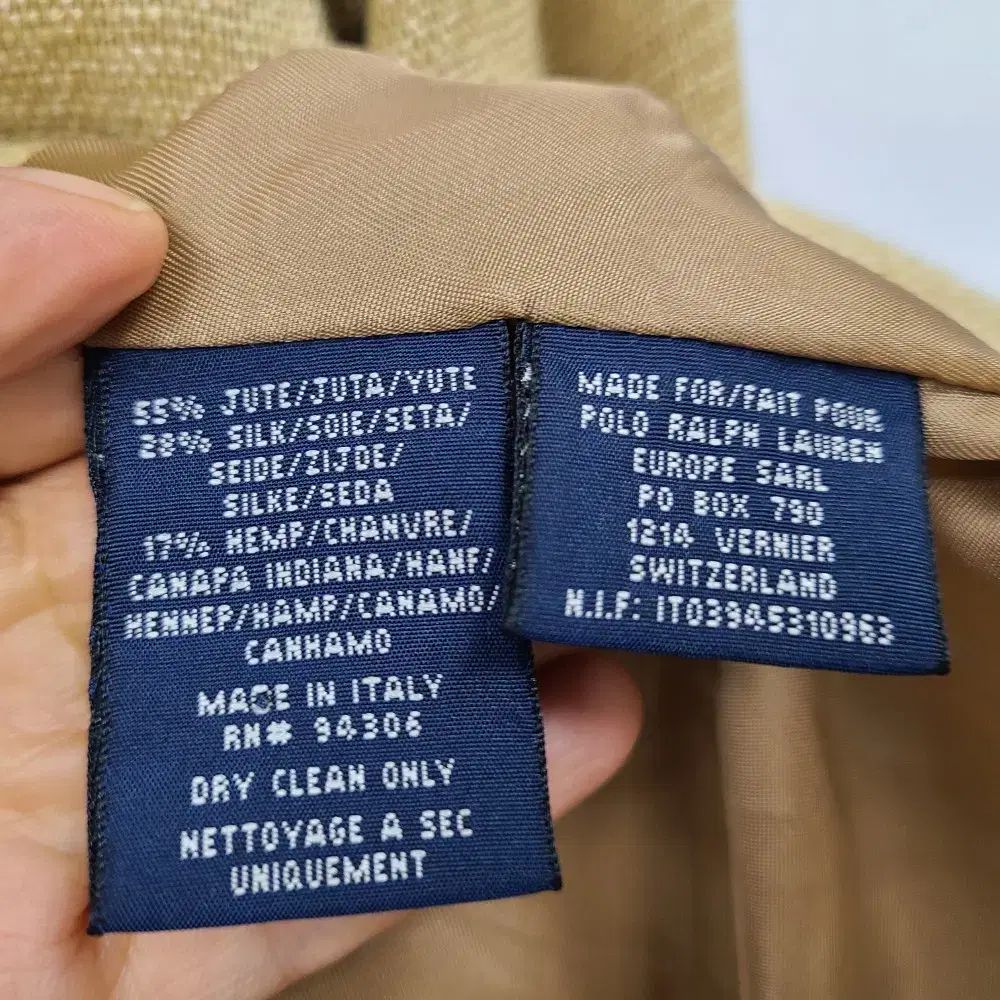 55% JUTE/JUTA/YUTE
28% SILK/SOIE/SETA/
SEIDE/ZIJDE/
SILKE/SEDA
17% HEMP/CHANVRE/
CANAPA INDIANA/HANF/
HENNEP/HAMP/CANAMO/
CANHAMO
MADE IN ITALY
RN# 94306
DRY CLEAN ONLY
NETTOYAGE A SEC
UNIQUEMENT
MADE FOR/FAIT POUR
POLO RALPH LAUREN
EUROPE SARL
PO BOX 790
1214 VERNIER
SWITZERLAND
N.I.F: IT03945310963